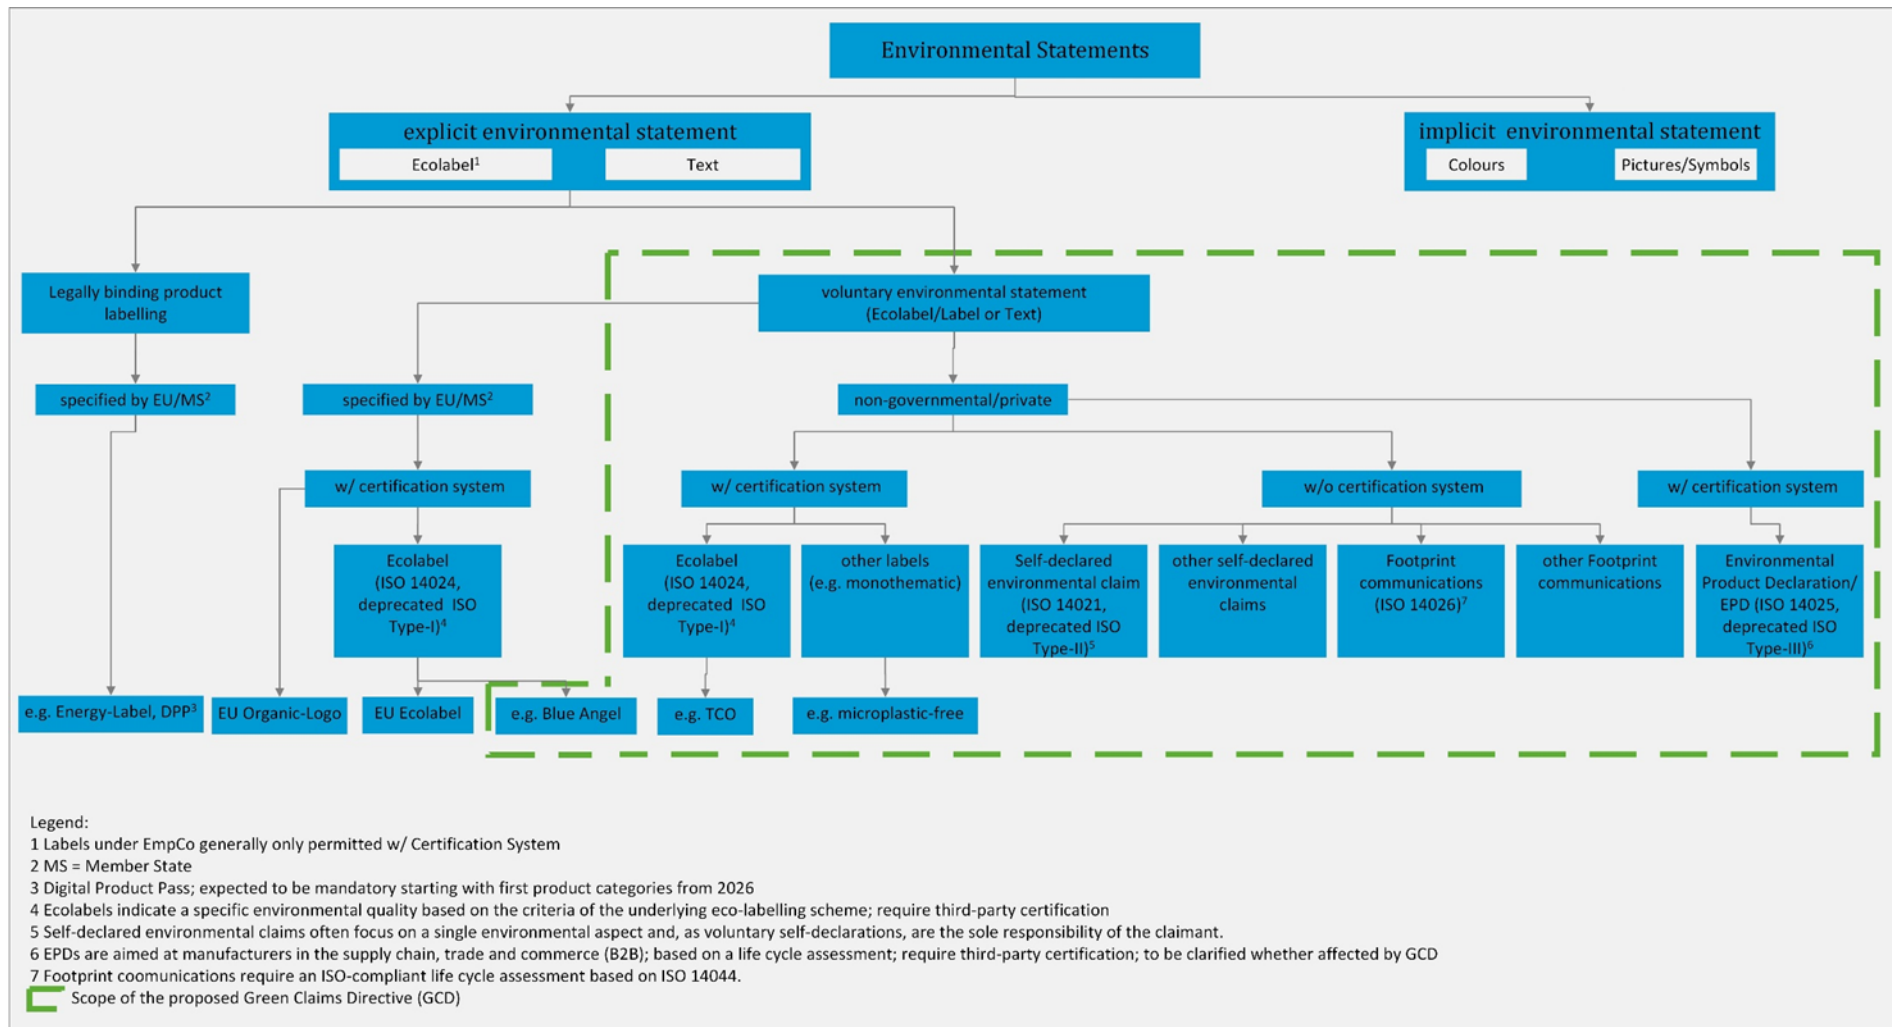 Environmental Statements
explicit environmental statement
Ecolabel¹
Text
implicit environmental statement
Colours
Pictures/Symbols
Legally binding product
labelling
voluntary environmental statement
(Ecolabel/Label or Text)
specified by EU/MS²
specified by EU/MS²
non-governmental/private
w/ certification system
w/ certification system
w/o certification system
w/ certification system
Ecolabel
(ISO 14024,
deprecated ISO
Type-I)⁴
Ecolabel
(ISO 14024,
deprecated ISO
Type-I)⁴
other labels
(e.g. monothematic)
Self-declared
environmental claim
(ISO 14021,
deprecated ISO
Type-II)⁵
other self-declared
environmental
claims
Footprint
communications
(ISO 14026)⁷
other Footprint
communications
Environmental
Product Declaration/
EPD (ISO 14025,
deprecated ISO
Type-III)⁶
e.g. Energy-Label, DPP³
EU Organic-Logo
EU Ecolabel
e.g. Blue Angel
e.g. TCO
e.g. microplastic-free
Legend:
1 Labels under EmpCo generally only permitted w/ Certification System
2 MS = Member State
3 Digital Product Pass; expected to be mandatory starting with first product categories from 2026
4 Ecolabels indicate a specific environmental quality based on the criteria of the underlying eco-labelling scheme; require third-party certification
5 Self-declared environmental claims often focus on a single environmental aspect and, as voluntary self-declarations, are the sole responsibility of the claimant.
6 EPDs are aimed at manufacturers in the supply chain, trade and commerce (B2B); based on a life cycle assessment; require third-party certification; to be clarified whether affected by GCD
7 Footprint coomunications require an ISO-compliant life cycle assessment based on ISO 14044.
Scope of the proposed Green Claims Directive (GCD)